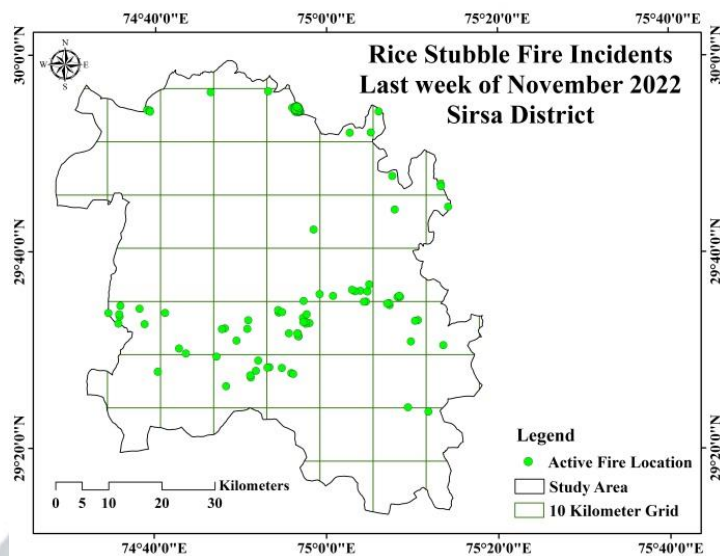 74°40'0"E 75°0'0"E 75°20'0"E 75°40'0"E
30°0'0"N 30°0'0"N
N
W E
S
Rice Stubble Fire Incidents
Last week of November 2022
Sirsa District
29°40'0"N 29°40'0"N
29°20'0"N 29°20'0"N
Legend
Active Fire Location
Study Area
10 Kilometer Grid
Kilometers
0 5 10 20 30
74°40'0"E 75°0'0"E 75°20'0"E 75°40'0"E